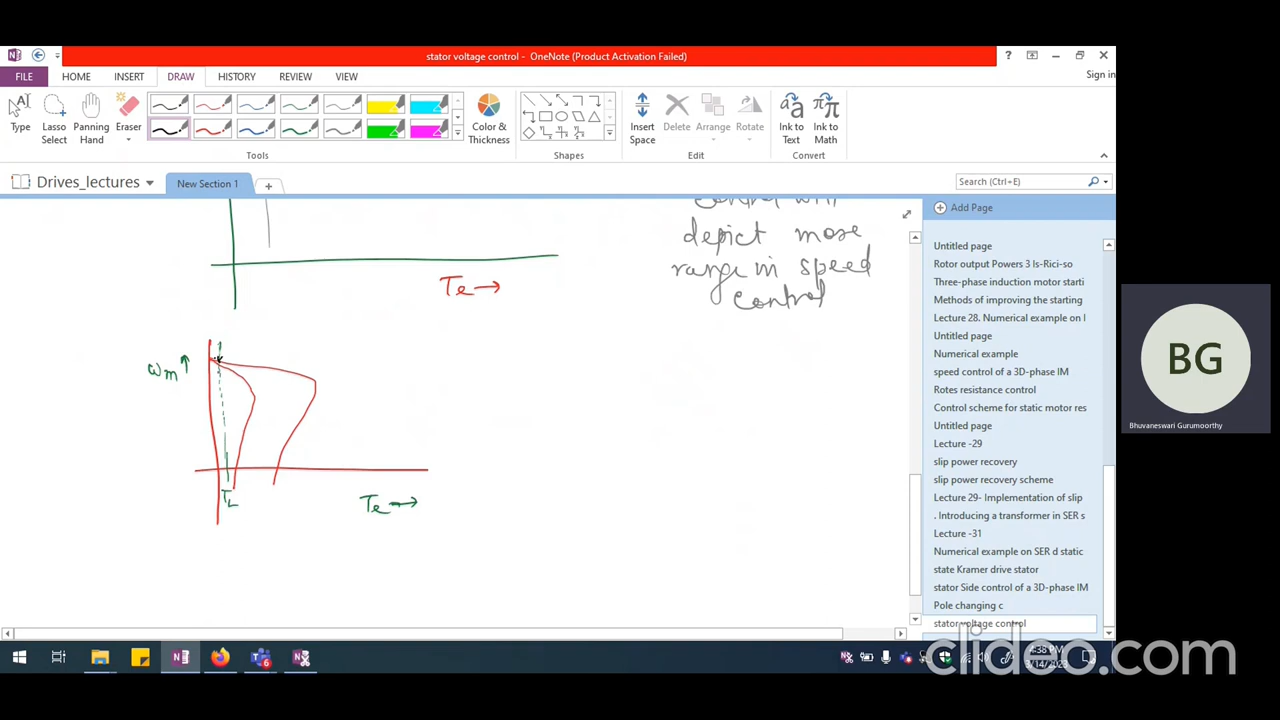 stator voltage control - OneNote (Product Activation Failed)
FILE HOME INSERT DRAW HISTORY REVIEW VIEW
Sign in
Type
Lasso Select
Panning Hand
Eraser
Color & Thickness
Insert Space
Delete
Arrange
Rotate
Ink to Text
Ink to Math
Tools
Shapes
Edit
Convert
Drives_lectures
New Section 1
Search (Ctrl+E)
Add Page
control will
depict more
range in speed
control
Te →
ωm ↑
TL
Te →
Untitled page
Rotor output Powers 3 Is-Rici-so
Three-phase induction motor starti
Methods of improving the starting
Lecture 28. Numerical example on I
Untitled page
Numerical example
speed control of a 3D-phase IM
Rotes resistance control
Control scheme for static motor res
Untitled page
Lecture -29
slip power recovery
slip power recovery scheme
Lecture 29- Implementation of slip
. Introducing a transformer in SER s
Lecture -31
Numerical example on SER d static
state Kramer drive stator
stator Side control of a 3D-phase IM
Pole changing c
stator voltage control
BG
Bhuvaneswari Gurumoorthy
4:38 PM
clideo.com